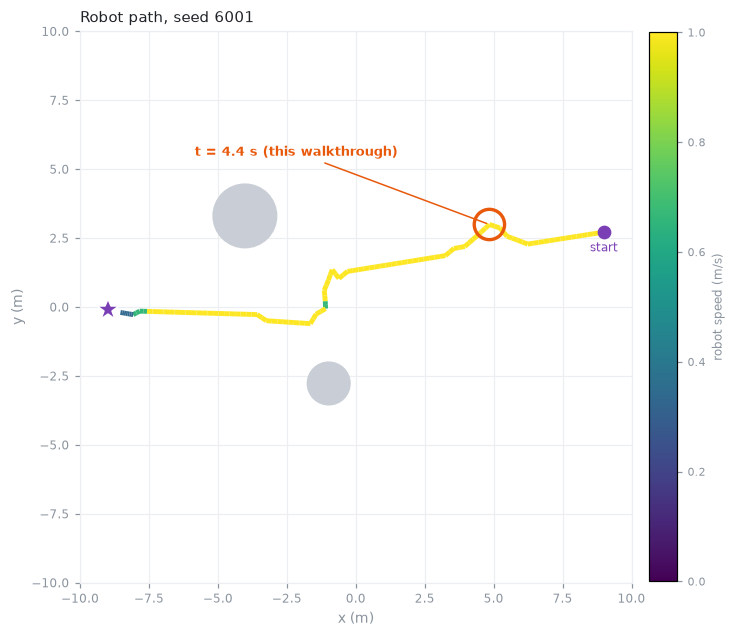 Robot path, seed 6001
10.0
7.5
5.0
2.5
0.0
−2.5
−5.0
−7.5
−10.0
y (m)
t = 4.4 s (this walkthrough)
start
−10.0 −7.5 −5.0 −2.5 0.0 2.5 5.0 7.5 10.0
x (m)
1.0
0.8
0.6
0.4
0.2
0.0
robot speed (m/s)